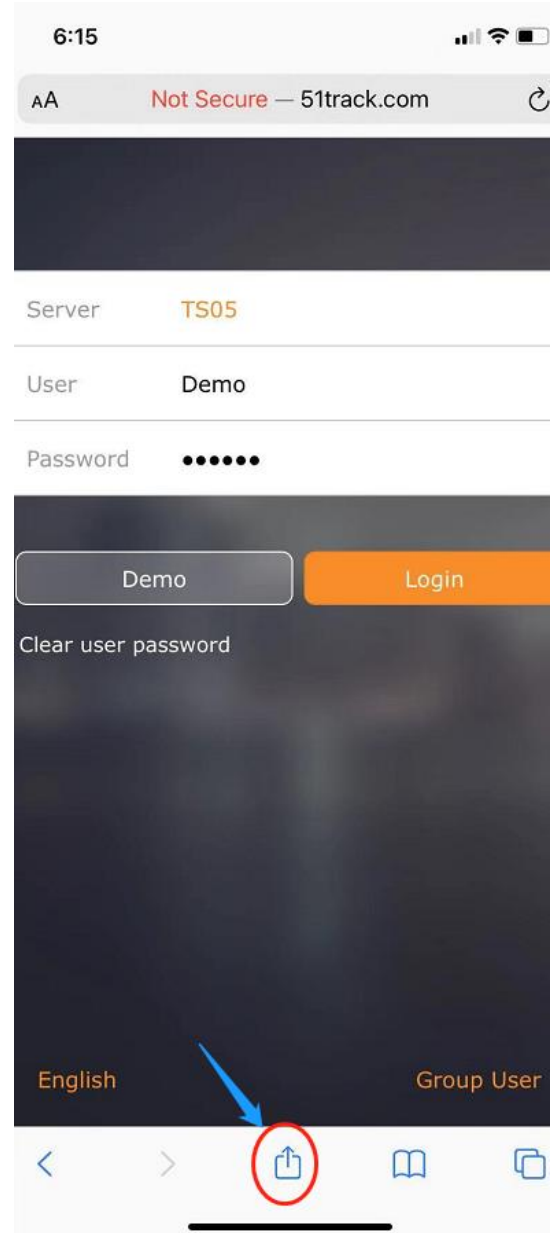 6:15
AA Not Secure — 51track.com
Server TS05
User Demo
Password ••••••
Demo Login
Clear user password
English Group User